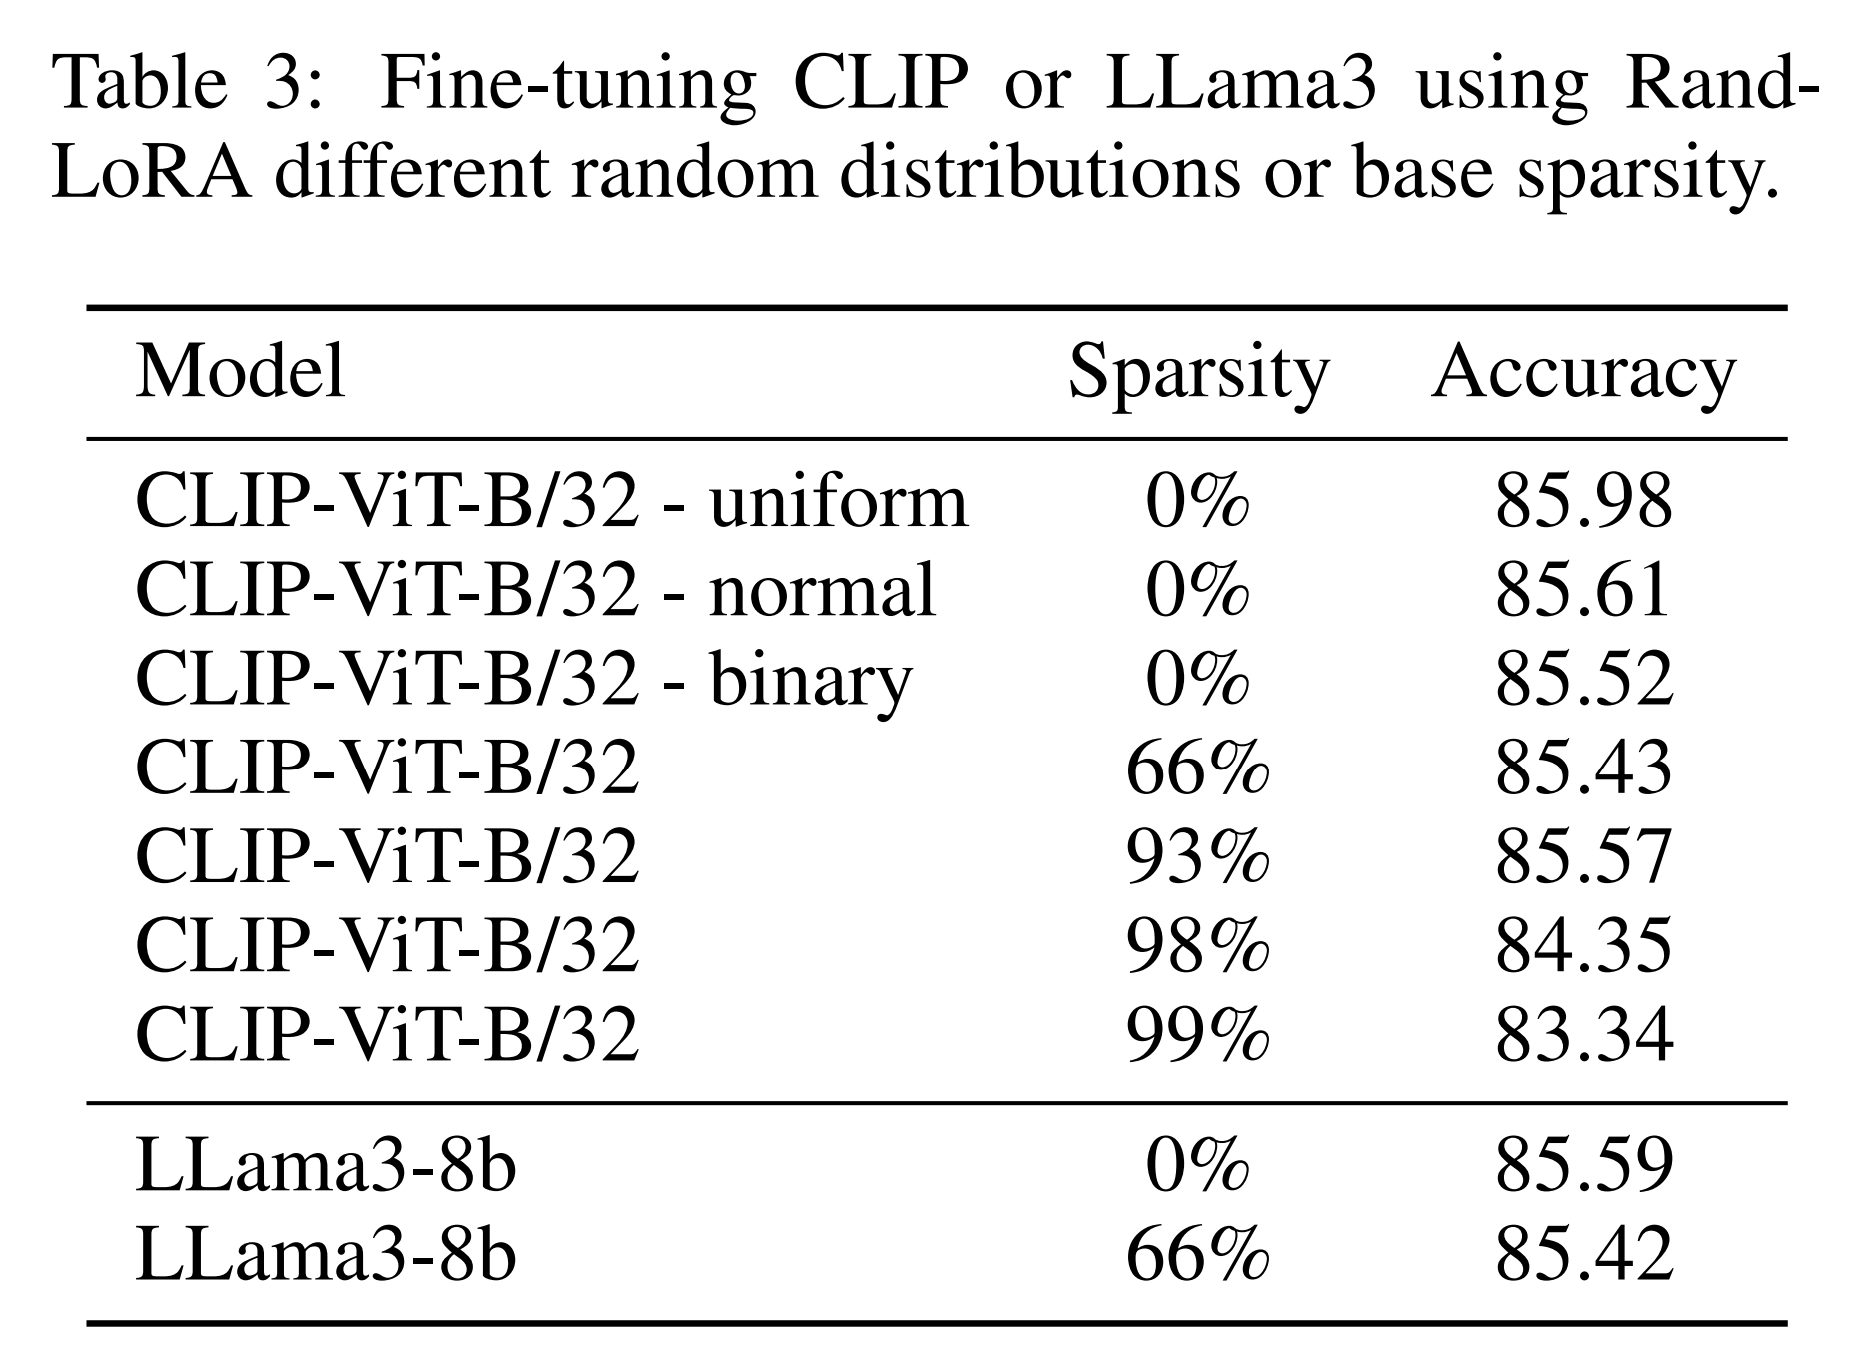 Table 3: Fine-tuning CLIP or LLama3 using Rand-
LoRA different random distributions or base sparsity.
Model Sparsity Accuracy
CLIP-ViT-B/32 - uniform 0% 85.98
CLIP-ViT-B/32 - normal 0% 85.61
CLIP-ViT-B/32 - binary 0% 85.52
CLIP-ViT-B/32 66% 85.43
CLIP-ViT-B/32 93% 85.57
CLIP-ViT-B/32 98% 84.35
CLIP-ViT-B/32 99% 83.34
LLama3-8b 0% 85.59
LLama3-8b 66% 85.42